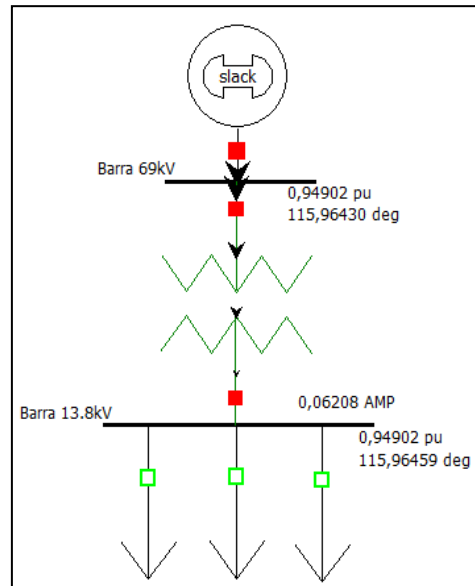 slack
Barra 69kV
0,94902 pu
115,96430 deg
Barra 13.8kV
0,06208 AMP
0,94902 pu
115,96459 deg